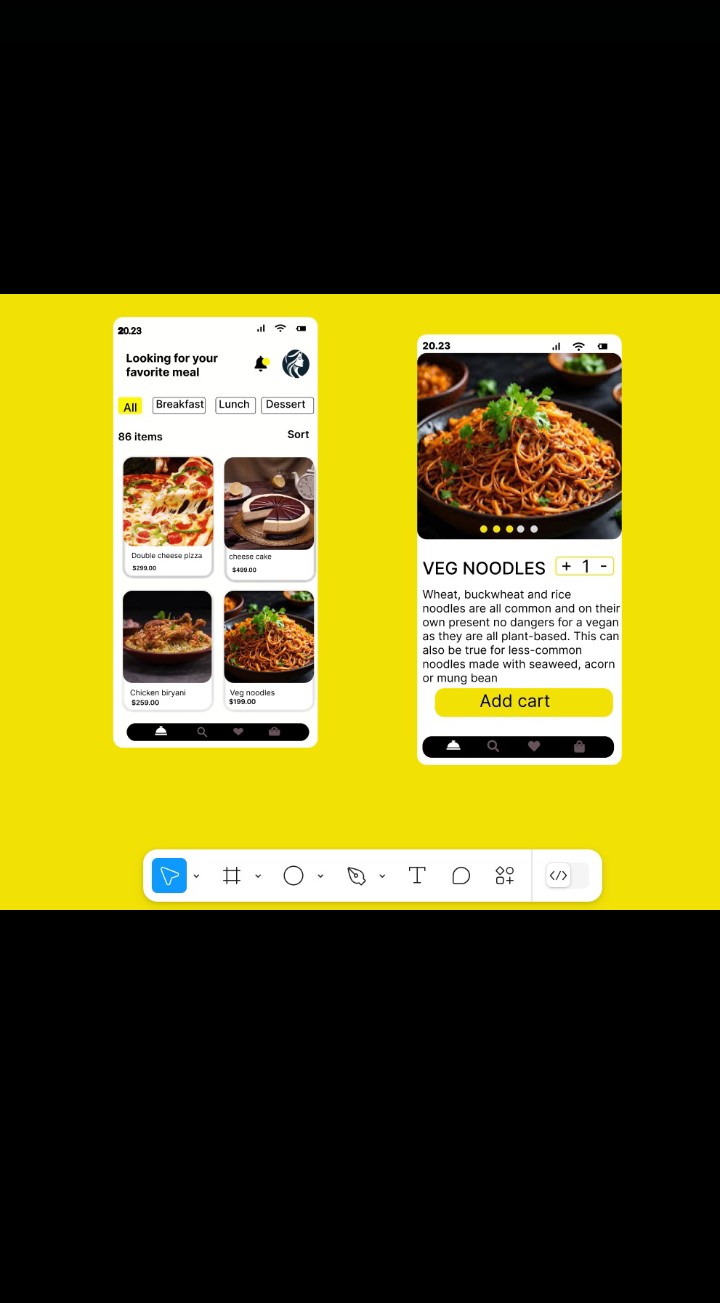 20.23
Looking for your
favorite meal
All
Breakfast
Lunch
Dessert
86 items
Sort
Double cheese pizza
$299.00
cheese cake
$499.00
Chicken biryani
$259.00
Veg noodles
$199.00
20.23
VEG NOODLES
+ 1 -
Wheat, buckwheat and rice
noodles are all common and on their
own present no dangers for a vegan
as they are all plant-based. This can
also be true for less-common
noodles made with seaweed, acorn
or mung bean
Add cart